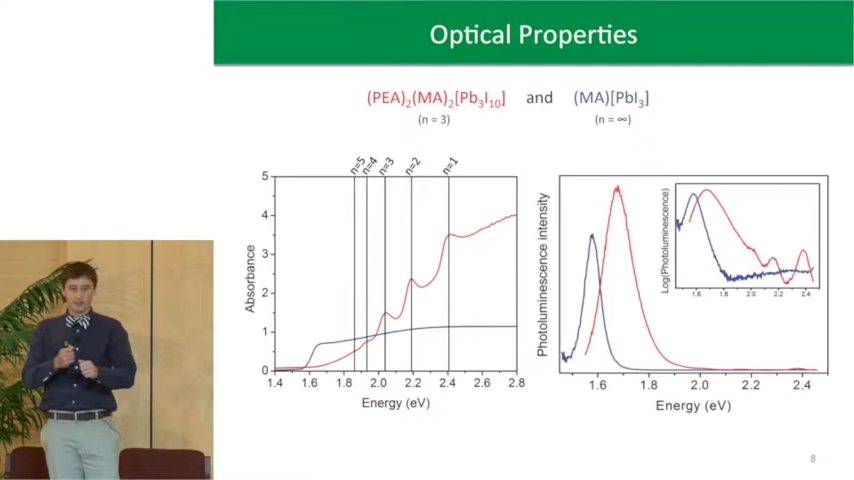 Optical Properties
(PEA)₂(MA)₂[Pb₃I₁₀] and (MA)[PbI₃]
(n = 3) (n = ∞)
n=5 n=4 n=3 n=2 n=1
5
4
3
2
1
0
Absorbance
1.4 1.6 1.8 2.0 2.2 2.4 2.6 2.8
Energy (eV)
Photoluminescence intensity
1.6 1.8 2.0 2.2 2.4
Energy (eV)
Log(Photoluminescence)
1.6 1.8 2.0 2.2 2.4
8